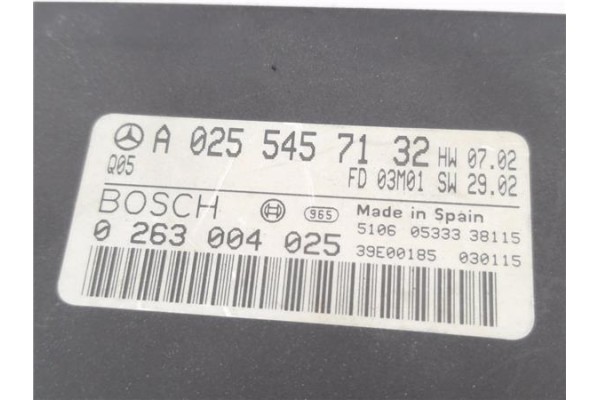 A 025 545 71 32 HW 07.02
Q05 FD 03M01 SW 29.02
BOSCH 965 Made in Spain
5106 05333 38115
0 263 004 025 39E00185 030115